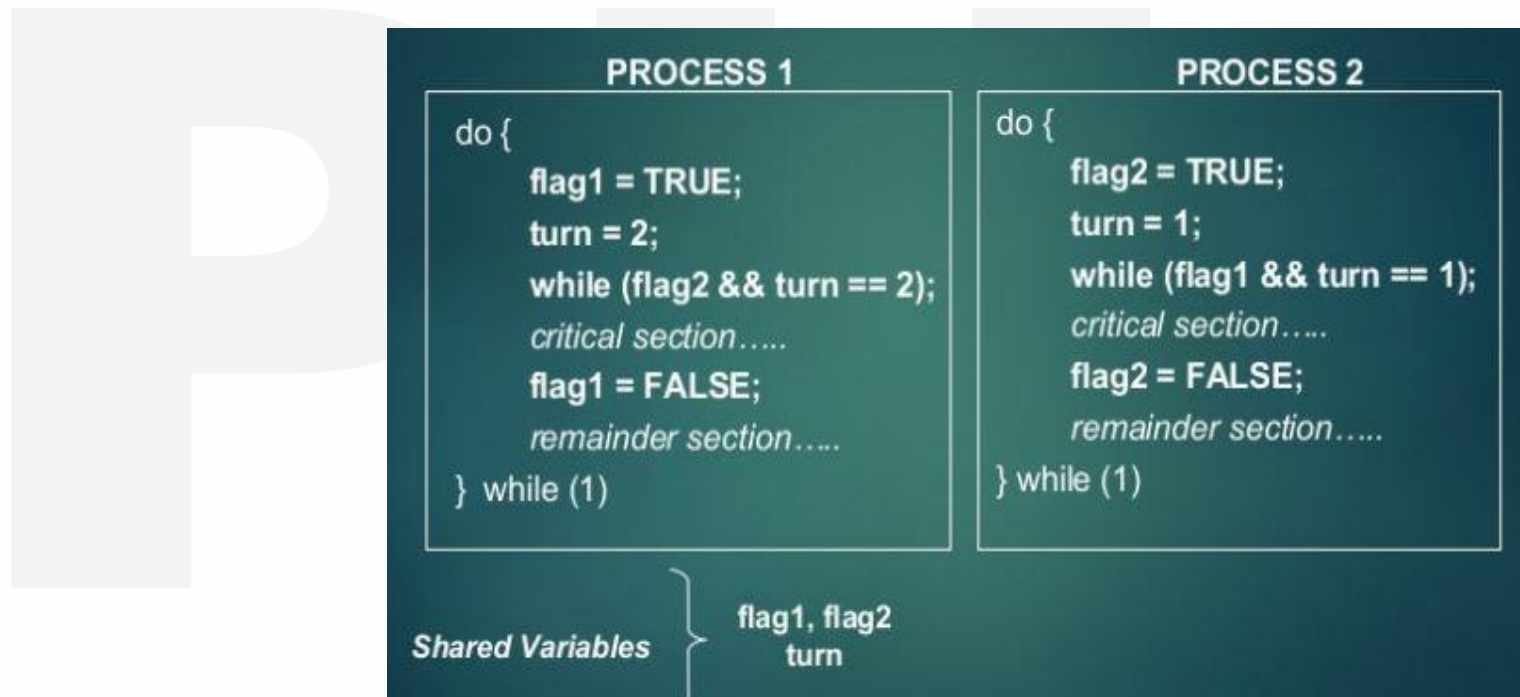 PROCESS 1
do {
flag1 = TRUE;
turn = 2;
while (flag2 && turn == 2);
critical section…..
flag1 = FALSE;
remainder section…..
} while (1)
PROCESS 2
do {
flag2 = TRUE;
turn = 1;
while (flag1 && turn == 1);
critical section…..
flag2 = FALSE;
remainder section…..
} while (1)
Shared Variables
flag1, flag2
turn